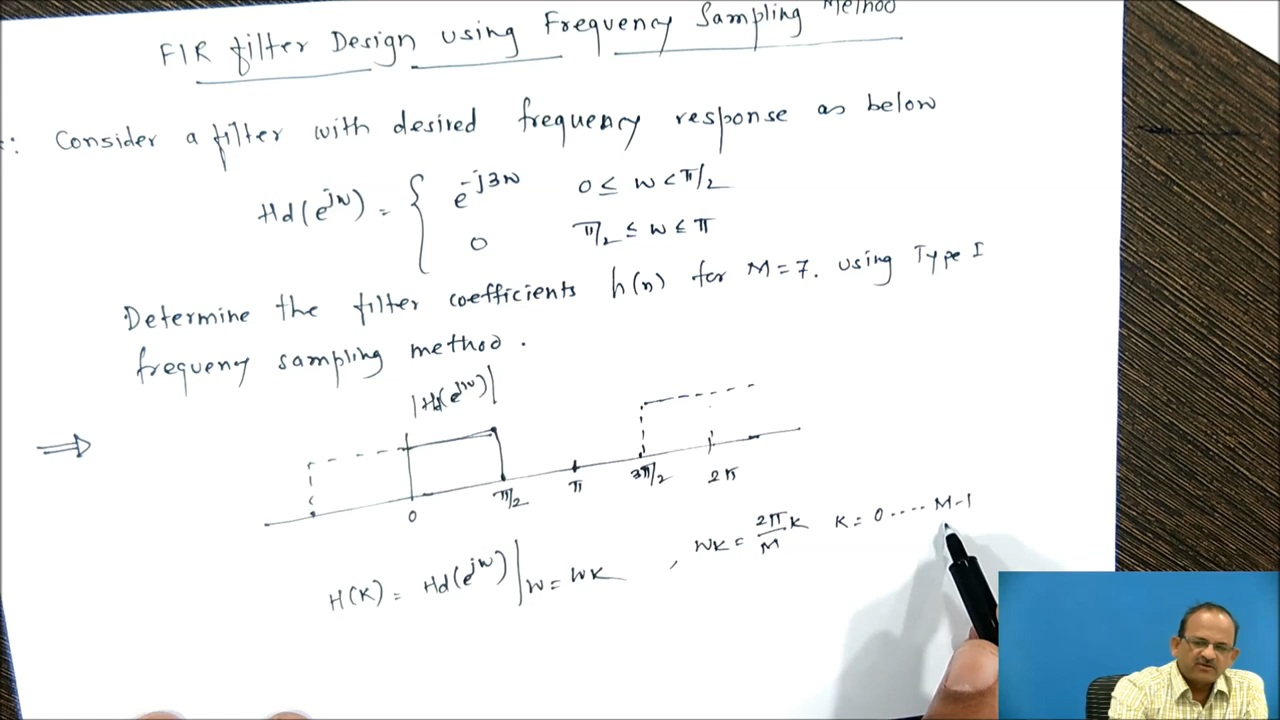 FIR filter Design using Frequency Sampling Method
: Consider a filter with desired frequency response as below
Hd(e^jw) = { e^-j3w 0 ≤ w < π/2
0 π/2 ≤ w ≤ π
Determine the filter coefficients h(n) for M=7. using Type I
frequeny sampling method.
⇒ |Hd(e^jw)|
0 π/2 π 3π/2 2π
H(K) = Hd(e^jw)|w=wK , wK = 2π/M K K = 0 .... M-1